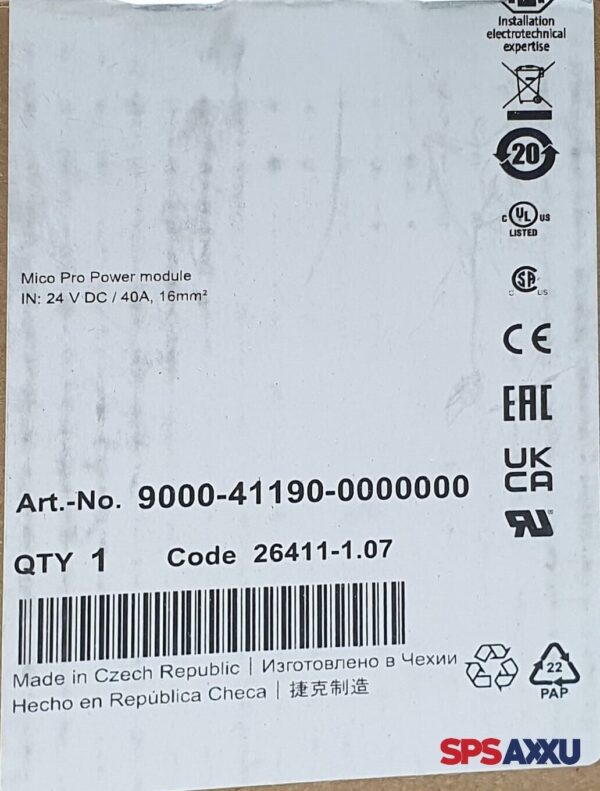 Installation
electrotechnical
expertise
20
C UL US
LISTED
SA
C US
Mico Pro Power module
IN: 24 V DC / 40A, 16mm²
CE
EAC
UK
CA
Art.-No. 9000-41190-0000000
QTY 1 Code 26411-1.07
Made in Czech Republic | Изготовлено в Чехии
Hecho en República Checa | 捷克制造
22
PAP
SPSAXXU